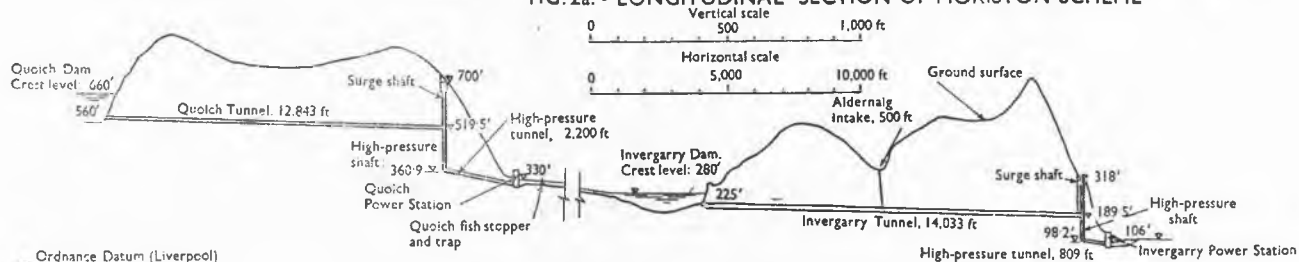 FIG. 2a. - LONGITUDINAL SECTION OF MORISTON SCHEME
Vertical scale
0 500 1,000 ft
Horizontal scale
0 5,000 10,000 ft
Quoich Dam
Crest level: 660'
560'
Quoich Tunnel, 12,843 ft
Surge shaft
700'
519·5'
High-pressure
tunnel, 2,200 ft
High-pressure
shaft
360·9
330'
Quoich
Power Station
Quoich fish stopper
and trap
Invergarry Dam.
Crest level: 280'
225'
Aldernaig
Intake, 500 ft
Ground surface
Invergarry Tunnel, 14,033 ft
Surge shaft
318'
189·5'
High-pressure
shaft
98·2'
106'
High-pressure tunnel, 809 ft
Invergarry Power Station
Ordnance Datum (Liverpool)